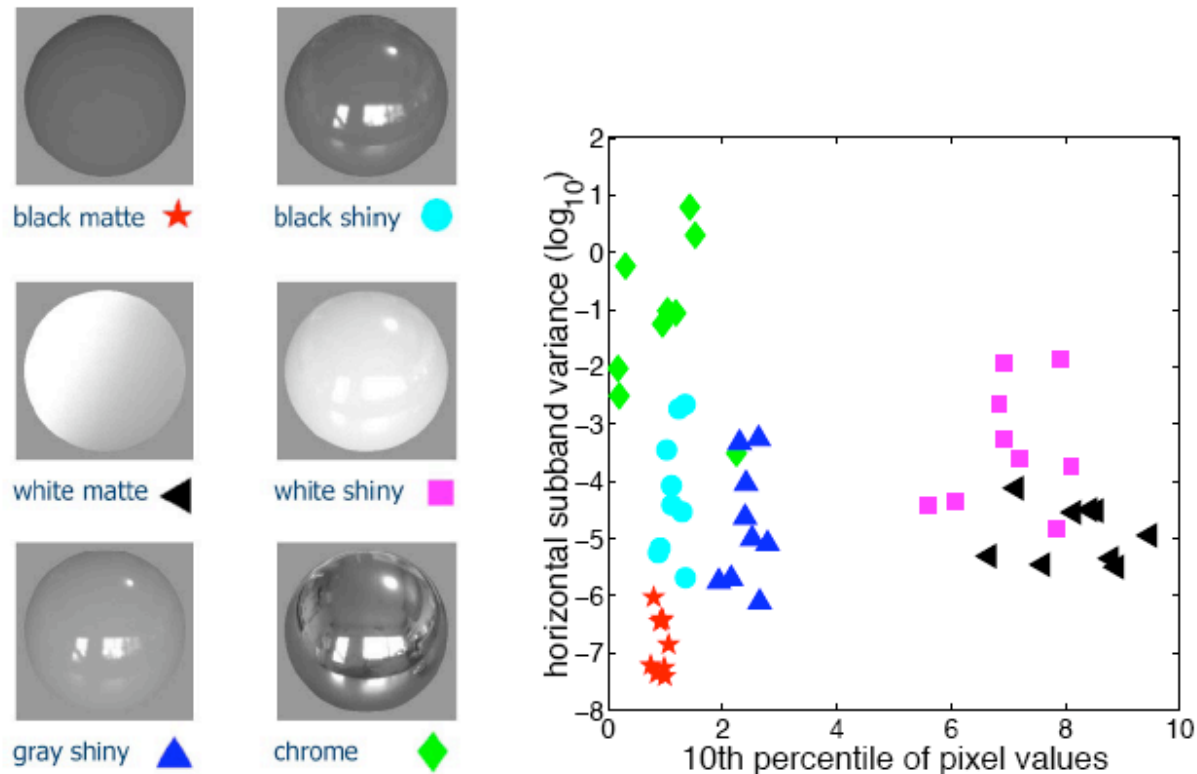 black matte
black shiny
white matte
white shiny
gray shiny
chrome
horizontal subband variance (log10)
2
1
0
−1
−2
−3
−4
−5
−6
−7
−8
0 2 4 6 8 10
10th percentile of pixel values